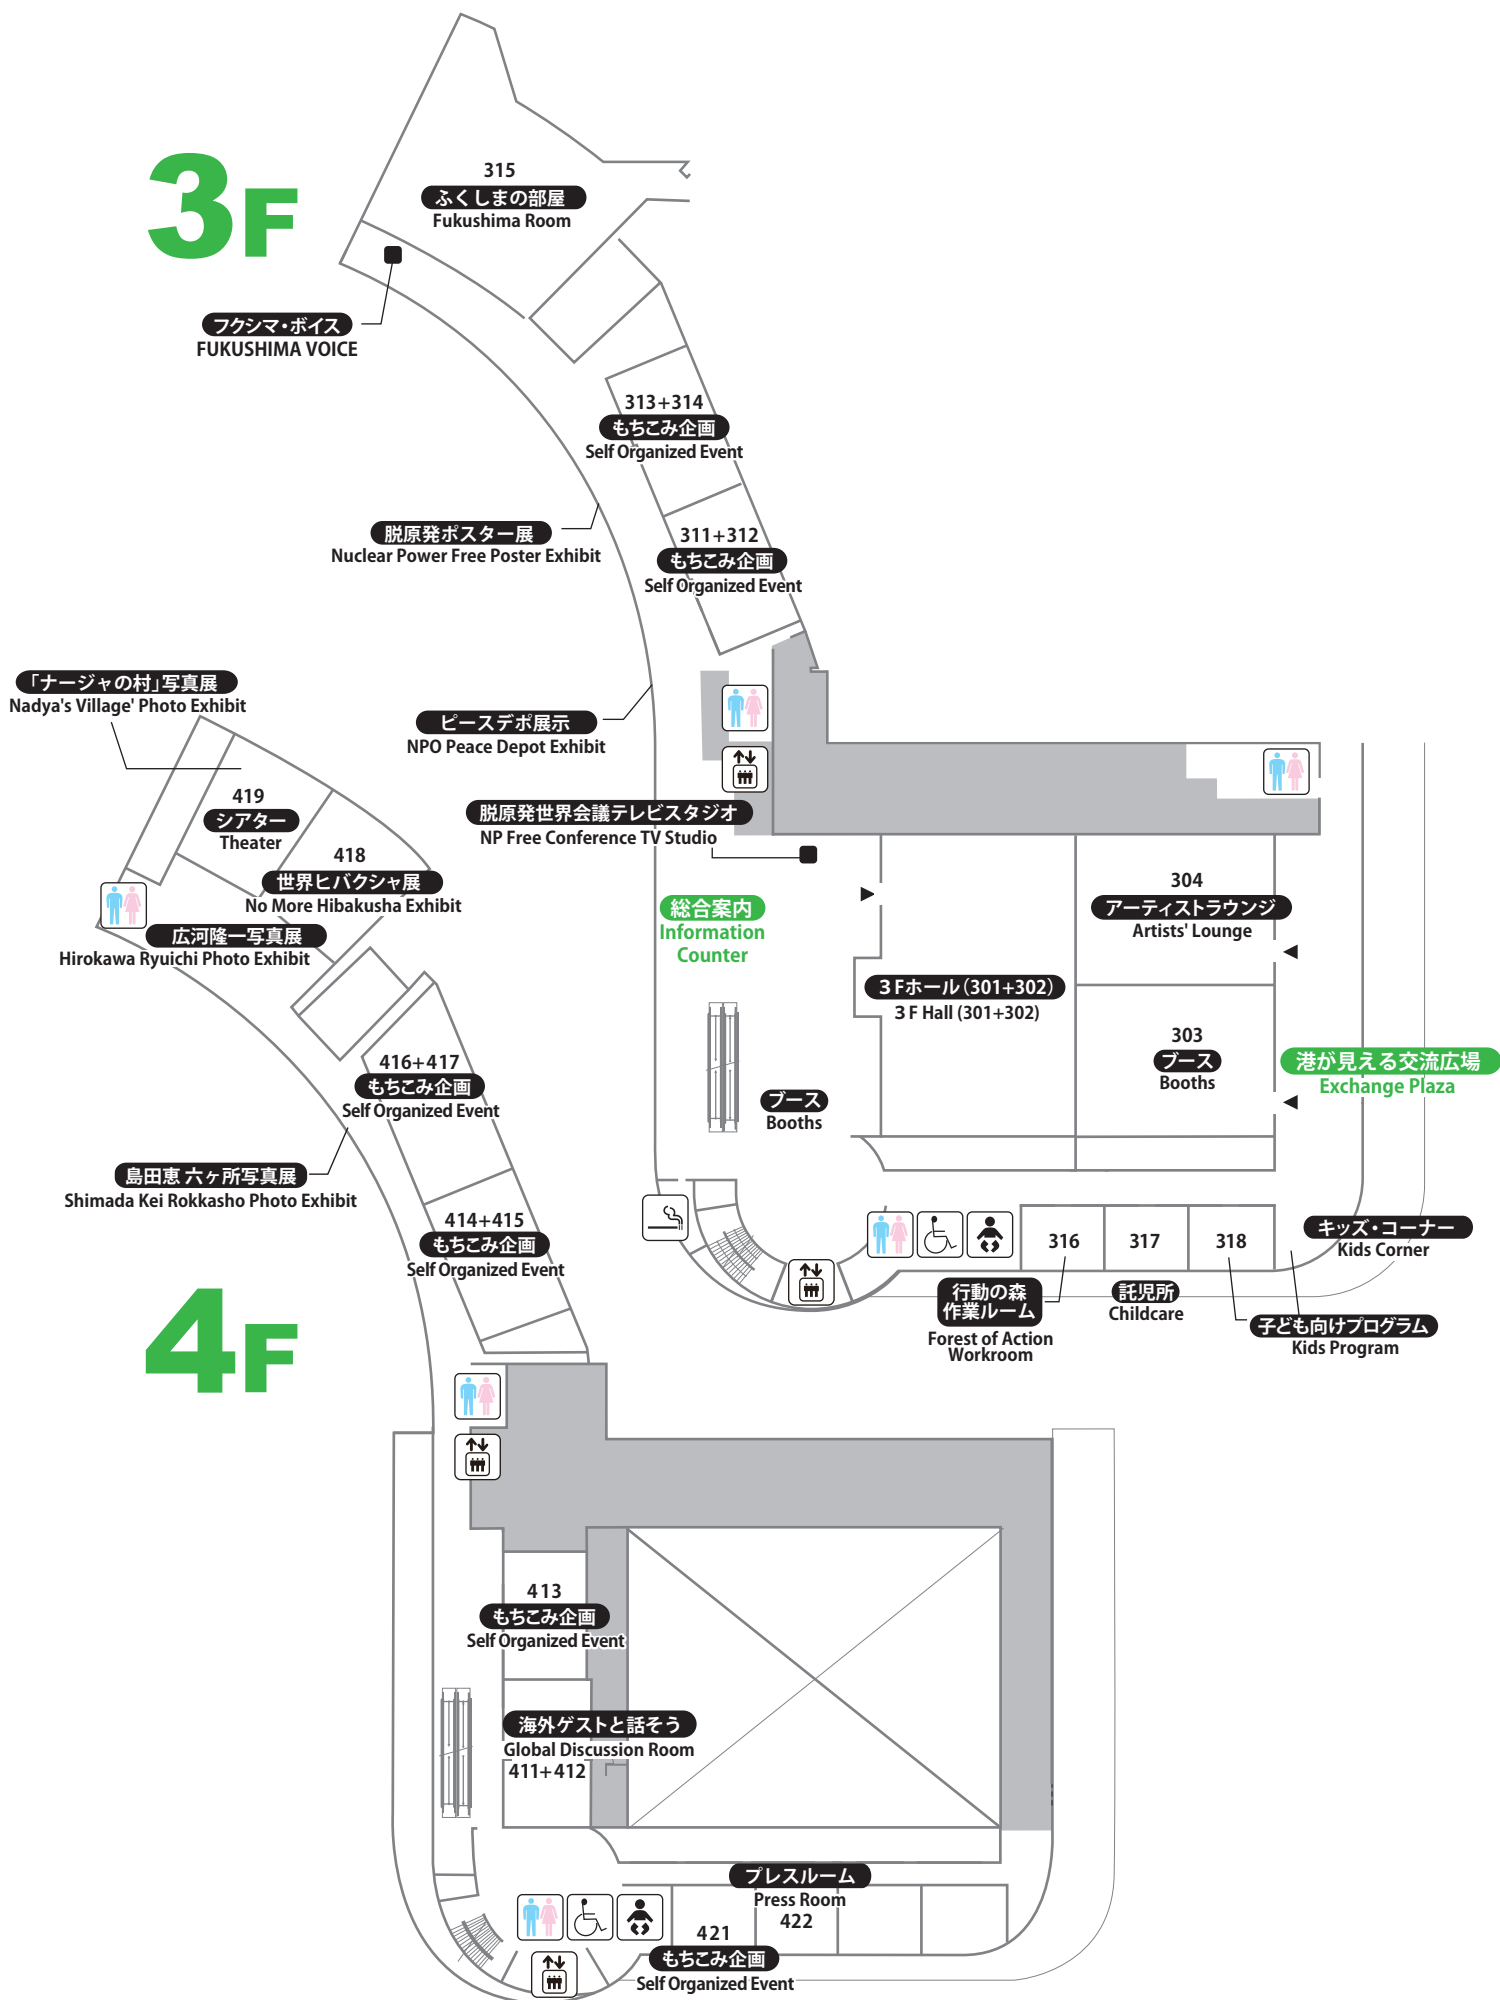 3F
315
ふくしまの部屋
Fukushima Room
フクシマ・ボイス
FUKUSHIMA VOICE
313+314
もちこみ企画
Self Organized Event
脱原発ポスター展
Nuclear Power Free Poster Exhibit
311+312
もちこみ企画
Self Organized Event
ピースデポ展示
NPO Peace Depot Exhibit
脱原発世界会議テレビスタジオ
NP Free Conference TV Studio
総合案内
Information
Counter
304
アーティストラウンジ
Artists' Lounge
3Fホール（301+302）
3F Hall (301+302)
303
ブース
Booths
港が見える交流広場
Exchange Plaza
ブース
Booths
316
317
318
キッズ・コーナー
Kids Corner
行動の森
作業ルーム
Forest of Action
Workroom
託児所
Childcare
子ども向けプログラム
Kids Program
「ナージャの村」写真展
Nadya's Village' Photo Exhibit
419
シアター
Theater
418
世界ヒバクシャ展
No More Hibakusha Exhibit
広河隆一写真展
Hirokawa Ryuichi Photo Exhibit
416+417
もちこみ企画
Self Organized Event
島田恵 六ヶ所写真展
Shimada Kei Rokkasho Photo Exhibit
414+415
もちこみ企画
Self Organized Event
4F
413
もちこみ企画
Self Organized Event
海外ゲストと話そう
Global Discussion Room
411+412
プレスルーム
Press Room
422
421
もちこみ企画
Self Organized Event